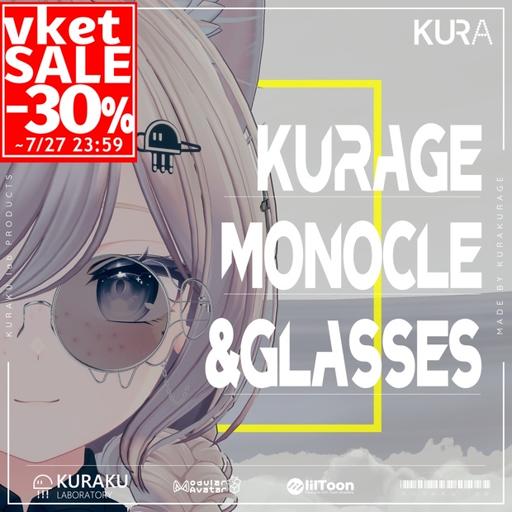 vket
SALE
-30%
~7/27 23:59
KURA
KURAGE
MONOCLE
&GLASSES
KURAKU lab PRODUCTS
MADE BY KURAKURAGE
KURAKU
LABORATORY
Modular
Avatar
lilToon